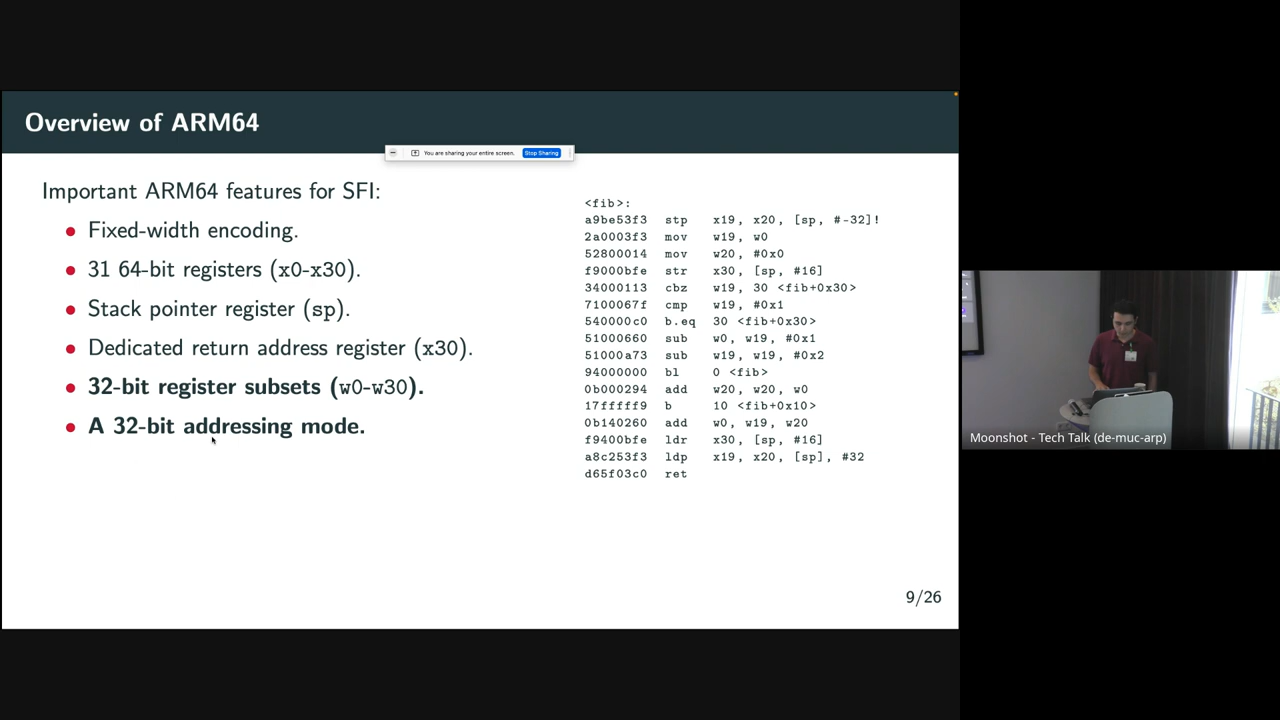 Overview of ARM64
You are sharing your entire screen. Stop Sharing
Important ARM64 features for SFI:
Fixed-width encoding.
31 64-bit registers (x0-x30).
Stack pointer register (sp).
Dedicated return address register (x30).
32-bit register subsets (w0-w30).
A 32-bit addressing mode.
<fib>:
a9be53f3 stp x19, x20, [sp, #-32]!
2a0003f3 mov w19, w0
52800014 mov w20, #0x0
f9000bfe str x30, [sp, #16]
34000113 cbz w19, 30 <fib+0x30>
7100067f cmp w19, #0x1
540000c0 b.eq 30 <fib+0x30>
51000660 sub w0, w19, #0x1
51000a73 sub w19, w19, #0x2
94000000 bl 0 <fib>
0b000294 add w20, w20, w0
17fffff9 b 10 <fib+0x10>
0b140260 add w0, w19, w20
f9400bfe ldr x30, [sp, #16]
a8c253f3 ldp x19, x20, [sp], #32
d65f03c0 ret
9/26
Moonshot - Tech Talk (de-muc-arp)